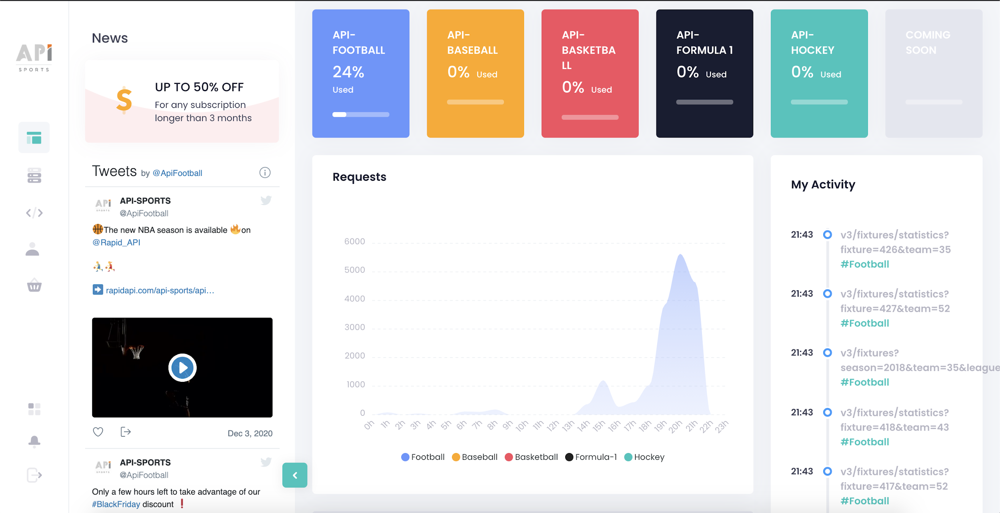 API
SPORTS
News
UP TO 50% OFF
For any subscription
longer than 3 months
Tweets by @ApiFootball
API
SPORTS
API-SPORTS
@ApiFootball
The new NBA season is available on
@Rapid_API
rapidapi.com/api-sports/api...
Dec 3, 2020
API
SPORTS
API-SPORTS
@ApiFootball
Only a few hours left to take advantage of our
#BlackFriday discount
API-
FOOTBALL
24%
Used
API-
BASEBALL
0% Used
API-
BASKETBA
LL
0% Used
API-
FORMULA 1
0% Used
API-
HOCKEY
0% Used
COMING
SOON
Requests
6000
5000
4000
3000
2000
1000
0
0h 1h 2h 3h 4h 5h 6h 7h 8h 9h 10h 11h 12h 13h 14h 15h 16h 17h 18h 19h 20h 21h 22h 23h
Football Baseball Basketball Formula-1 Hockey
My Activity
21:43 v3/fixtures/statistics?
fixture=426&team=35
#Football
21:43 v3/fixtures/statistics?
fixture=427&team=52
#Football
21:43 v3/fixtures?
season=2018&team=35&league
#Football
21:43 v3/fixtures/statistics?
fixture=418&team=43
#Football
21:43 v3/fixtures/statistics?
fixture=417&team=52
#Football